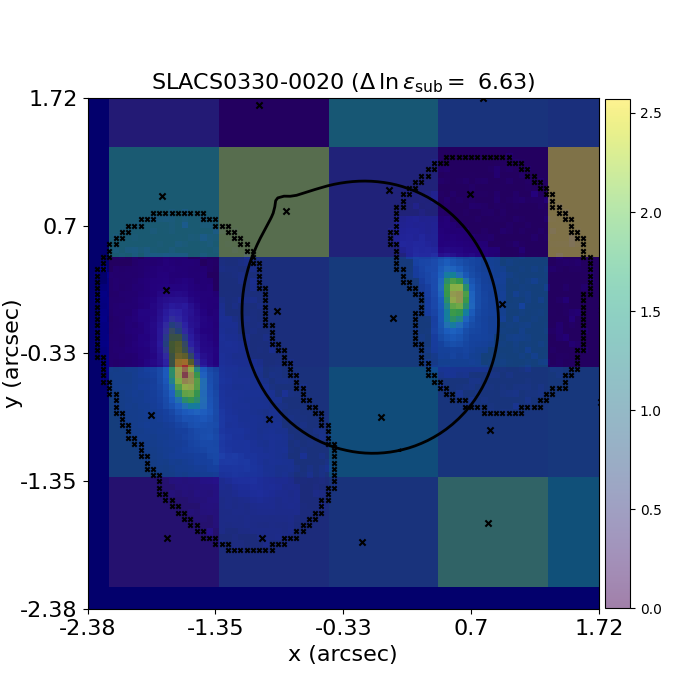 SLACS0330-0020 (Δ ln ε_sub = 6.63)
1.72
0.7
-0.33
-1.35
-2.38
y (arcsec)
-2.38 -1.35 -0.33 0.7 1.72
x (arcsec)
2.5
2.0
1.5
1.0
0.5
0.0